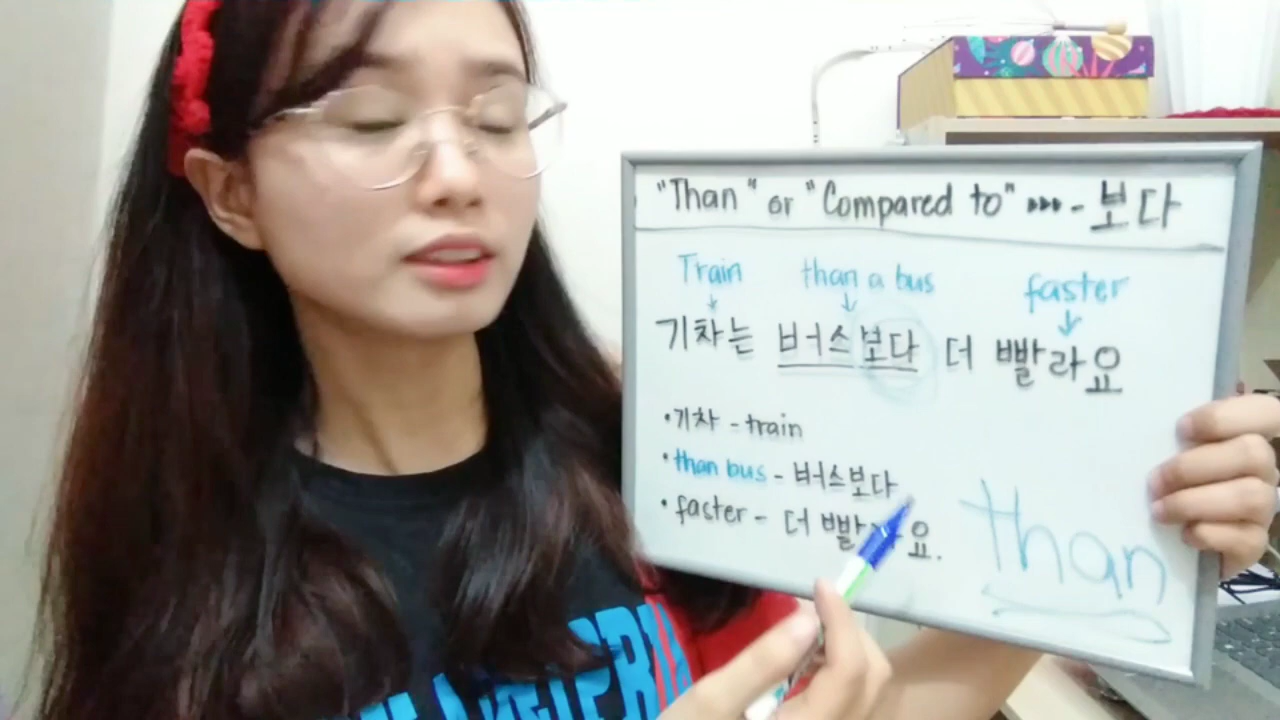 "Than" or "Compared to" ▸▸▸ - 보다
Train than a bus faster
기차는 버스보다 더 빨라요
• 기차 - train
• than bus - 버스보다
• faster - 더 빨 요.
than